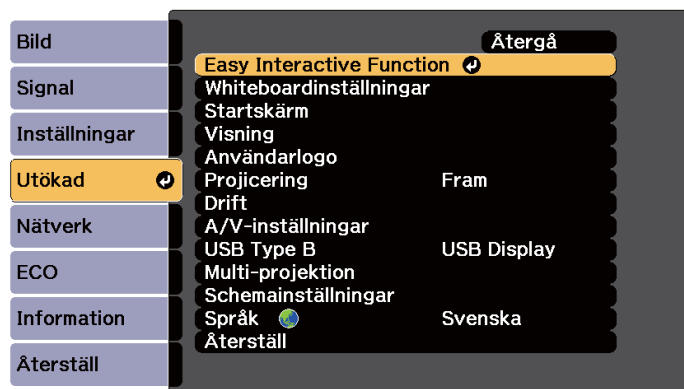 Bild
Signal
Inställningar
Utökad
Nätverk
ECO
Information
Återställ
Återgå
Easy Interactive Function
Whiteboardinställningar
Startskärm
Visning
Användarlogo
Projicering Fram
Drift
A/V-inställningar
USB Type B USB Display
Multi-projektion
Schemainställningar
Språk Svenska
Återställ